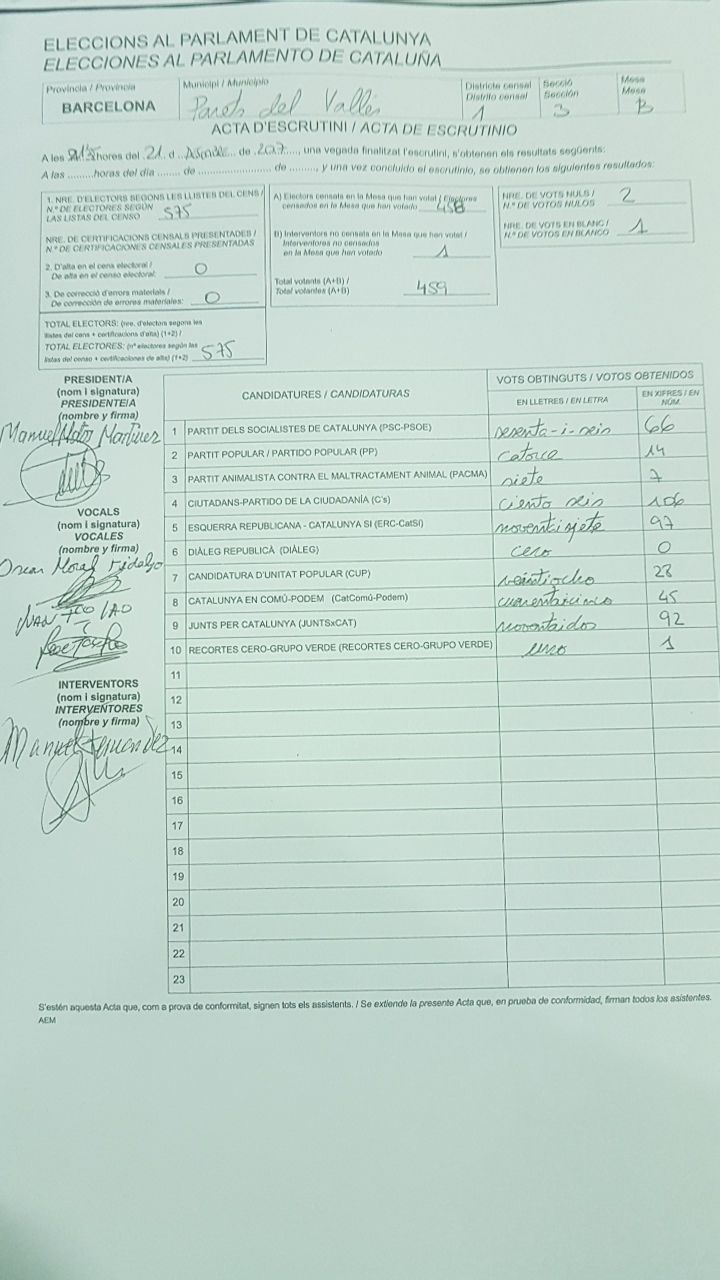 ELECCIONS AL PARLAMENT DE CATALUNYA
ELECCIONES AL PARLAMENTO DE CATALUÑA
Província / Provincia
BARCELONA
Municipi / Municipio
Parets del Vallès
Districte censal
Distrito censal
1
Secció
Sección
3
Mesa
Mesa
B
ACTA D'ESCRUTINI / ACTA DE ESCRUTINIO
A les hores del 21 d de 2017, una vegada finalitzat l'escrutini, s'obtenen els resultats següents:
A las ........horas del día ....... de ........................ de ........., y una vez concluido el escrutinio, se obtienen los siguientes resultados:
1. NRE. D'ELECTORS SEGONS LES LLISTES DEL CENS /
N.º DE ELECTORES SEGÚN
LAS LISTAS DEL CENSO
575
NRE. DE CERTIFICACIONS CENSALS PRESENTADES /
N.º DE CERTIFICACIONES CENSALES PRESENTADAS
2. D'alta en el cens electoral /
De alta en el censo electoral:
0
3. De correcció d'errors materials /
De corrección de errores materiales:
0
TOTAL ELECTORS: (nre. d'electors segons les
llistes del cens + certificacions d'alta) (1+2) /
TOTAL ELECTORES: (nº electores según las
listas del censo + certificaciones de alta) (1+2)
575
A) Electors censats en la Mesa que han votat / Electores
censados en la Mesa que han votado
458
B) Interventors no censats en la Mesa que han votat /
Interventores no censados
en la Mesa que han votado
1
Total votants (A+B) /
Total votantes (A+B)
459
NRE. DE VOTS NULS /
N.º DE VOTOS NULOS
2
NRE. DE VOTS EN BLANC /
N.º DE VOTOS EN BLANCO
1
PRESIDENT/A
(nom i signatura)
PRESIDENTE/A
(nombre y firma)
Manuel Martinez
VOCALS
(nom i signatura)
VOCALES
(nombre y firma)
Oscar Moral Hidalgo
INTERVENTORS
(nom i signatura)
INTERVENTORES
(nombre y firma)
Manuel Fernandez
CANDIDATURES / CANDIDATURAS
VOTS OBTINGUTS / VOTOS OBTENIDOS
EN LLETRES / EN LETRA
EN XIFRES / EN NÚM.
1 PARTIT DELS SOCIALISTES DE CATALUNYA (PSC-PSOE) sesenta-i-seis 66
2 PARTIT POPULAR / PARTIDO POPULAR (PP) catorce 14
3 PARTIT ANIMALISTA CONTRA EL MALTRACTAMENT ANIMAL (PACMA) siete 7
4 CIUTADANS-PARTIDO DE LA CIUDADANÍA (C's) ciento seis 106
5 ESQUERRA REPUBLICANA - CATALUNYA SÍ (ERC-CatSí) noventisiete 97
6 DIÀLEG REPUBLICÀ (DIÀLEG) cero 0
7 CANDIDATURA D'UNITAT POPULAR (CUP) veintiocho 28
8 CATALUNYA EN COMÚ-PODEM (CatComú-Podem) cuarentaicinco 45
9 JUNTS PER CATALUNYA (JUNTSxCAT) noventaidos 92
10 RECORTES CERO-GRUPO VERDE (RECORTES CERO-GRUPO VERDE) uno 1
11
12
13
14
15
16
17
18
19
20
21
22
23
S'estén aquesta Acta que, com a prova de conformitat, signen tots els assistents. / Se extiende la presente Acta que, en prueba de conformidad, firman todos los asistentes.
AEM